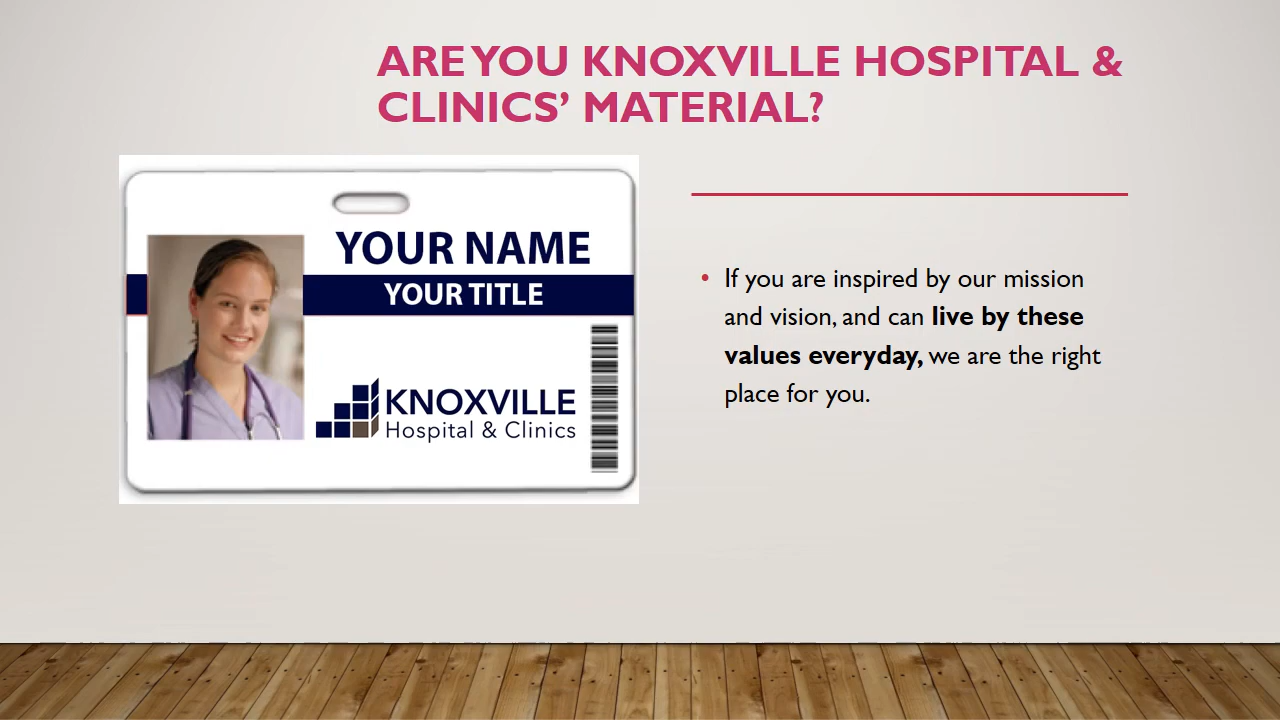 ARE YOU KNOXVILLE HOSPITAL &
CLINICS’ MATERIAL?
YOUR NAME
YOUR TITLE
KNOXVILLE
Hospital & Clinics
• If you are inspired by our mission
and vision, and can live by these
values everyday, we are the right
place for you.